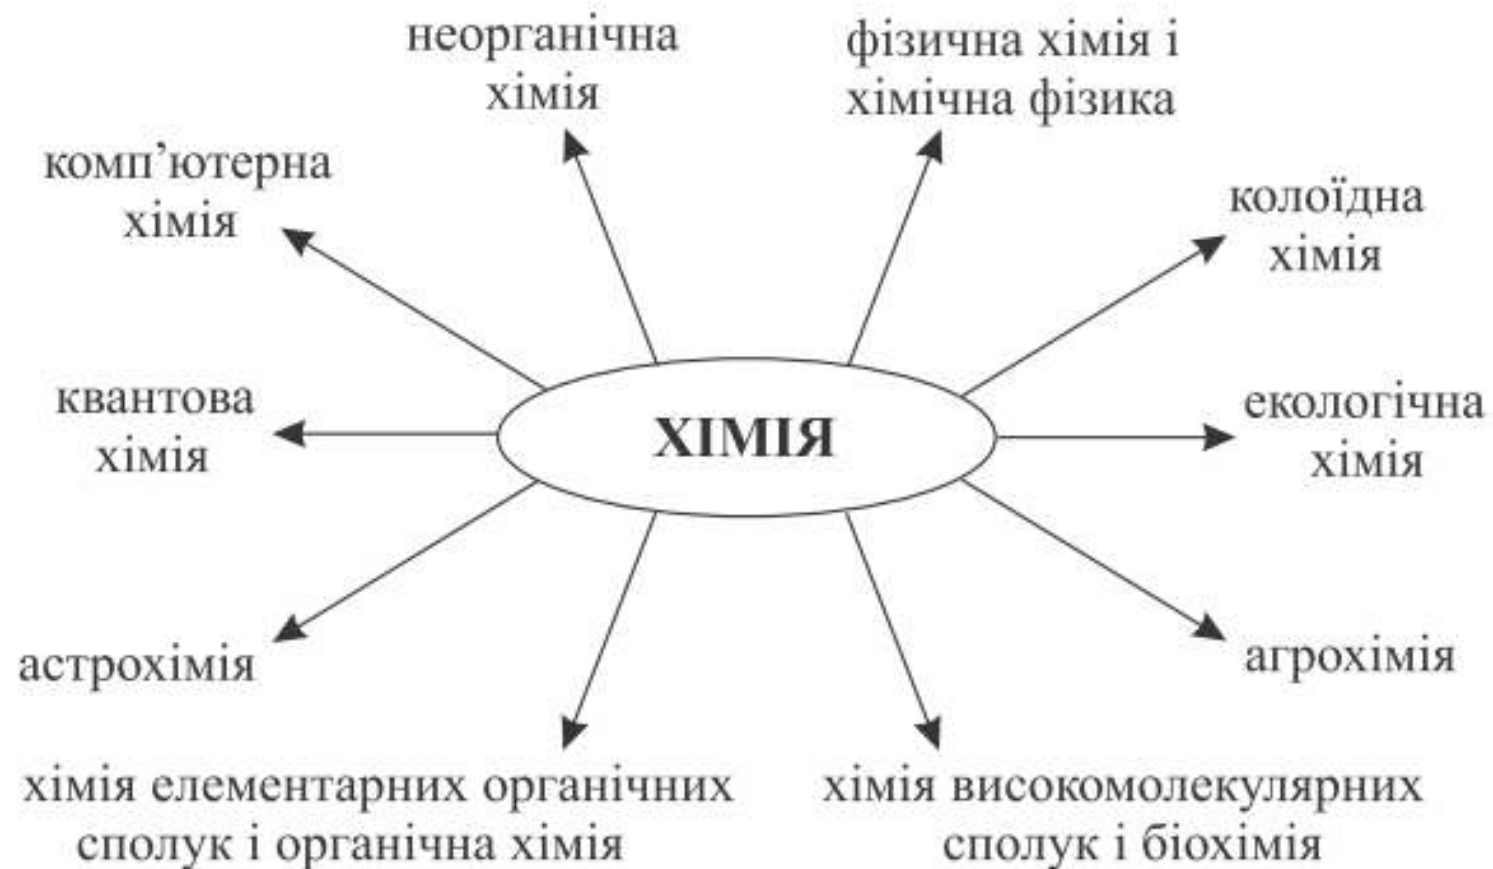 неорганічна
хімія
фізична хімія і
хімічна фізика
комп’ютерна
хімія
колоїдна
хімія
квантова
хімія
ХІМІЯ
екологічна
хімія
астрохімія
агрохімія
хімія елементарних органічних
сполук і органічна хімія
хімія високомолекулярних
сполук і біохімія